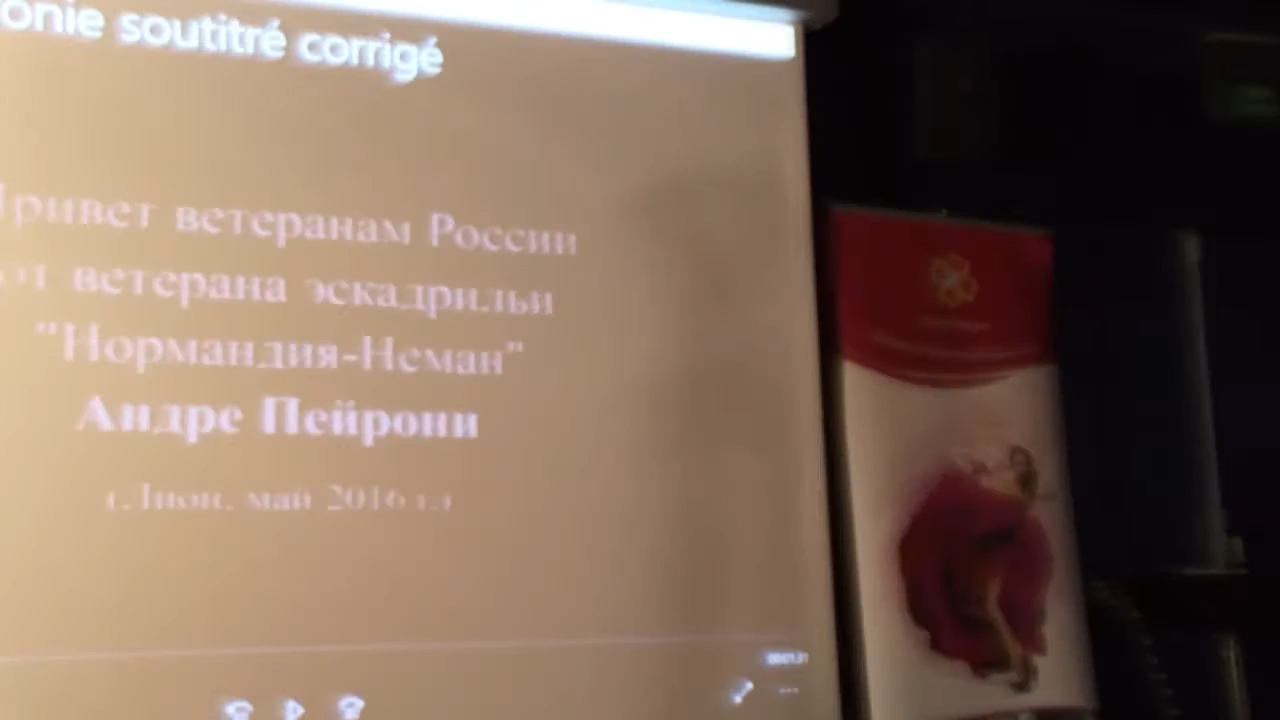 onie soutitré corrigé
Привет ветеранам России
от ветерана эскадрильи
"Нормандия-Неман"
Андре Пейрони
(Лион, май 2016 г.)